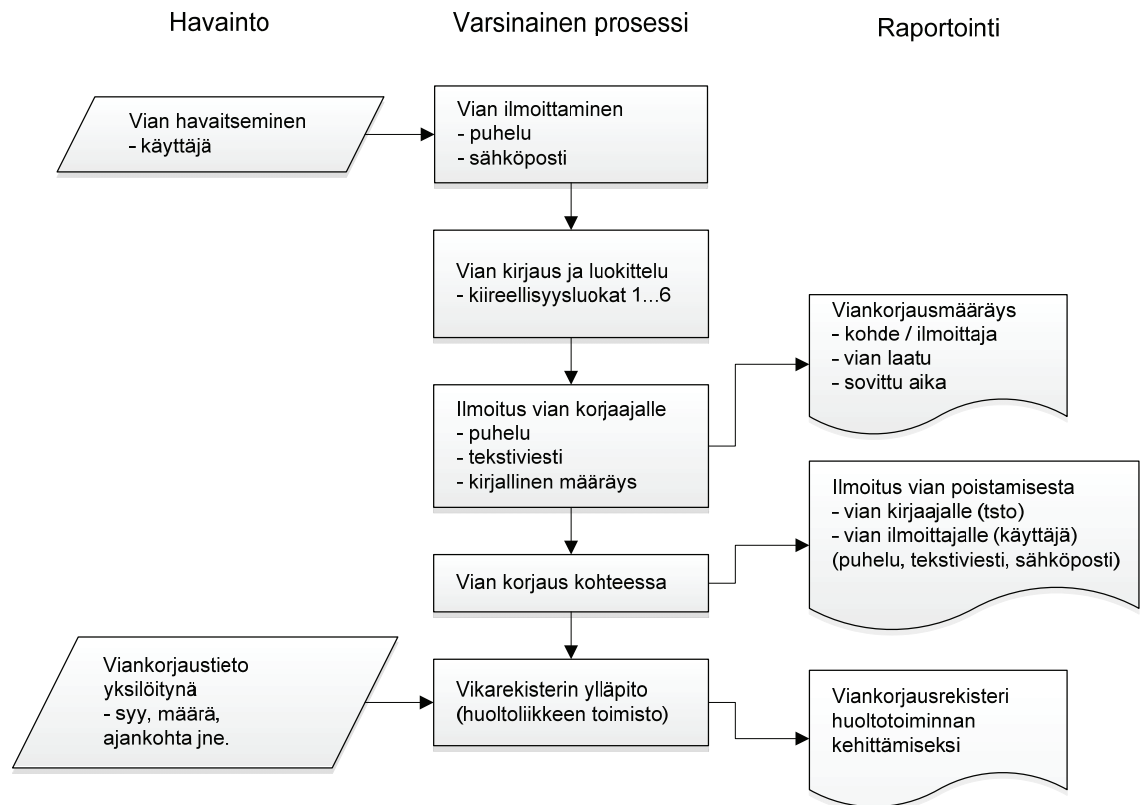 Havainto
Varsinainen prosessi
Raportointi
Vian havaitseminen
- käyttäjä
Vian ilmoittaminen
- puhelu
- sähköposti
Vian kirjaus ja luokittelu
- kiireellisyysluokat 1...6
Viankorjausmääräys
- kohde / ilmoittaja
- vian laatu
- sovittu aika
Ilmoitus vian korjaajalle
- puhelu
- tekstiviesti
- kirjallinen määräys
Ilmoitus vian poistamisesta
- vian kirjaajalle (tsto)
- vian ilmoittajalle (käyttäjä)
(puhelu, tekstiviesti, sähköposti)
Vian korjaus kohteessa
Viankorjaustieto
yksilöitynä
- syy, määrä,
ajankohta jne.
Vikarekisterin ylläpito
(huoltoliikkeen toimisto)
Viankorjausrekisteri
huoltotoiminnan
kehittämiseksi